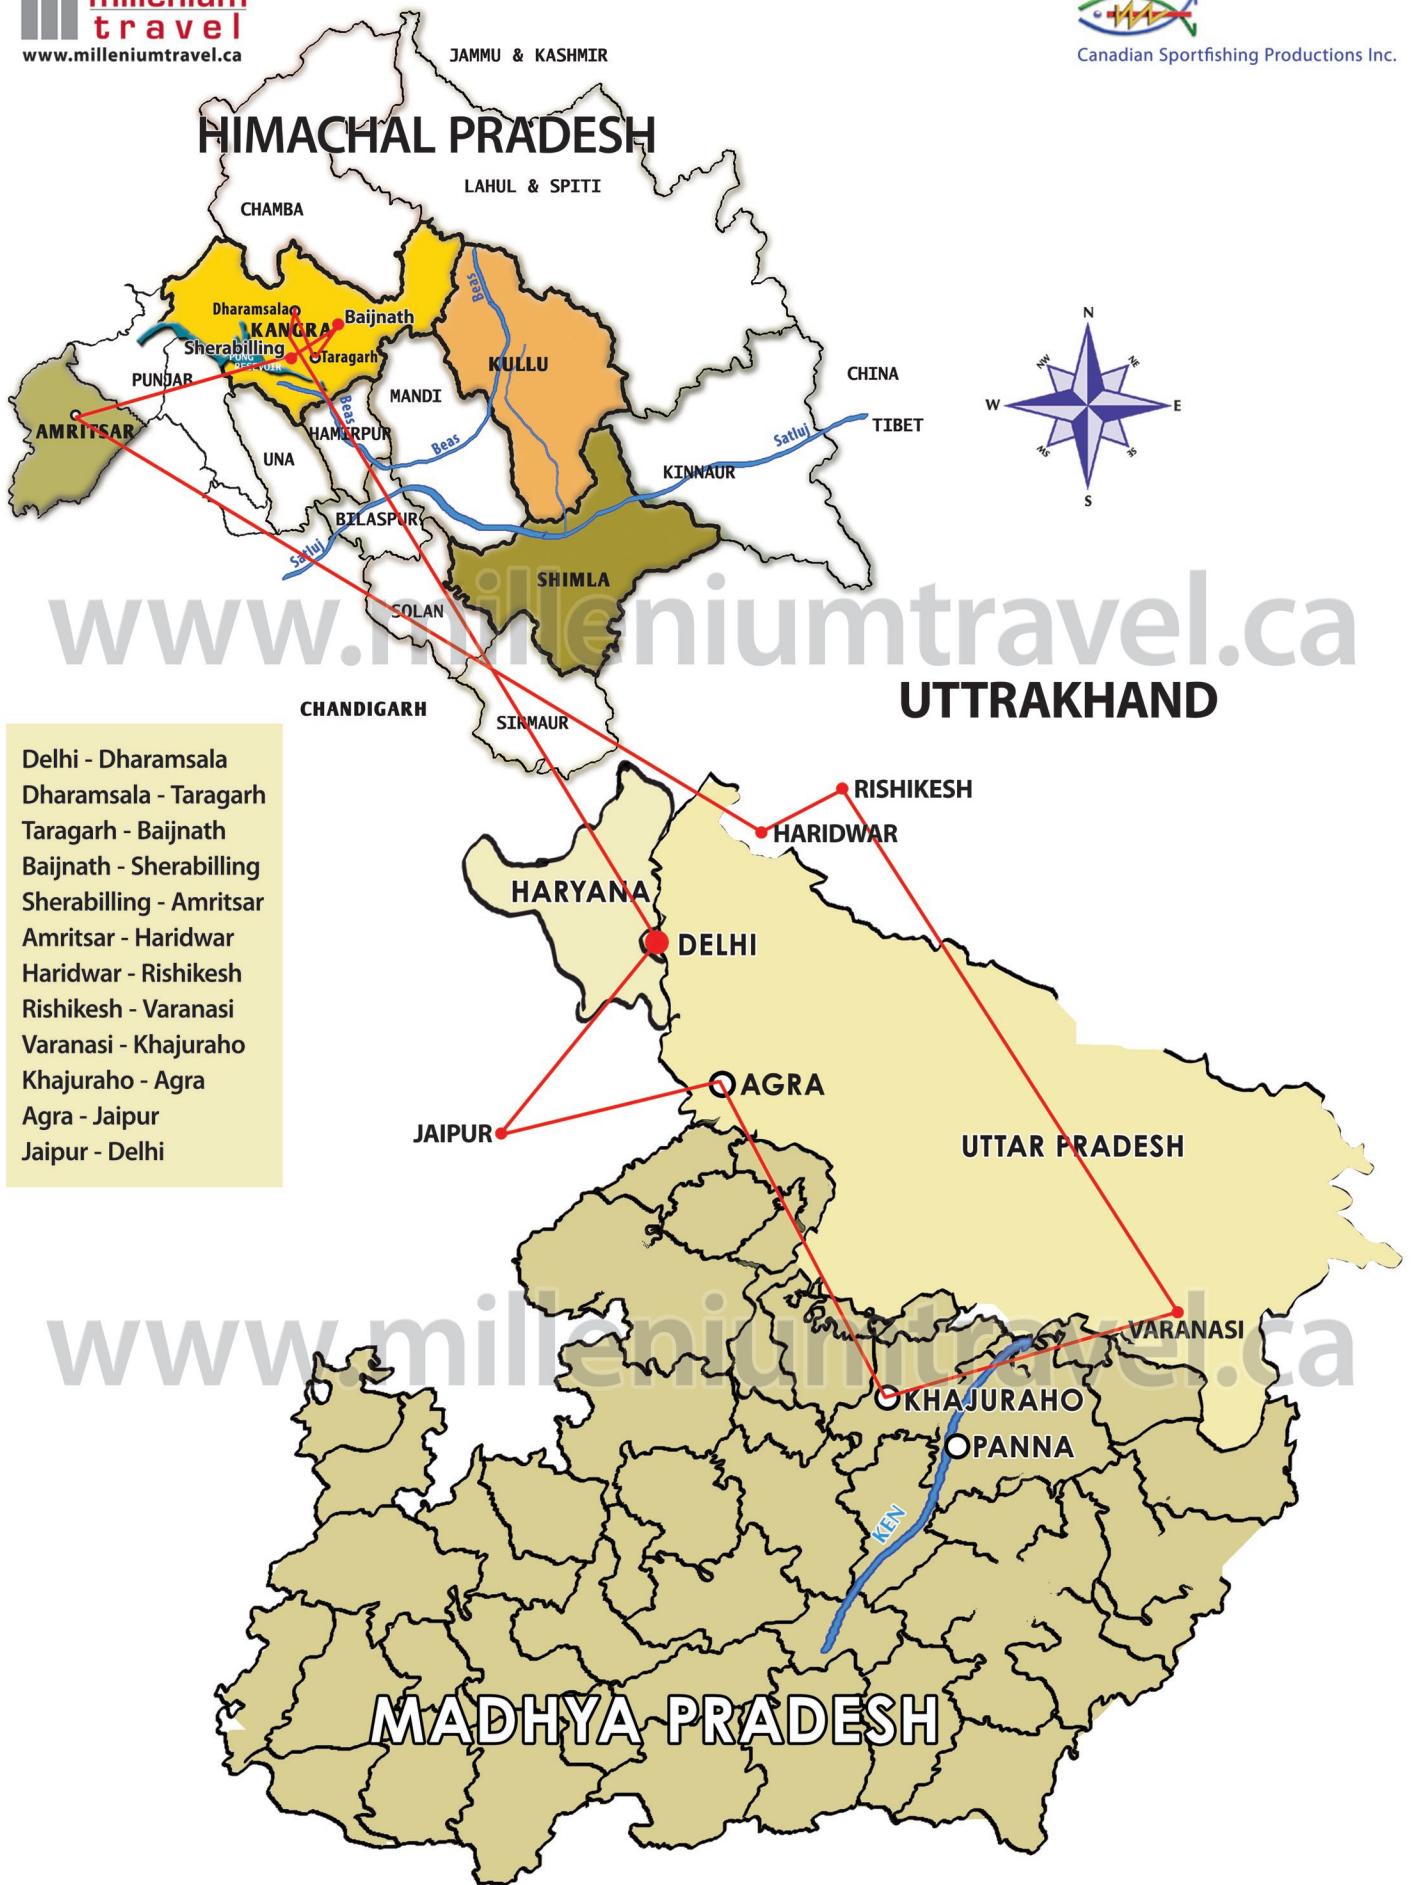 millenium
travel
www.milleniumtravel.ca
Canadian Sportfishing Productions Inc.
JAMMU & KASHMIR
HIMACHAL PRADESH
LAHUL & SPITI
CHAMBA
Dharamsala
KANGRA
Baijnath
Sherabilling
Taragarh
PONG
RESEVOIR
Beas
KULLU
PUNJAB
MANDI
AMRITSAR
Beas
HAMIRPUR
Beas
UNA
CHINA
TIBET
Satluj
KINNAUR
BILASPUR
Satluj
SHIMLA
SOLAN
N
NW
NE
W
E
SW
SE
S
www.milleniumtravel.ca
UTTRAKHAND
CHANDIGARH
SIRMAUR
Delhi - Dharamsala
Dharamsala - Taragarh
Taragarh - Baijnath
Baijnath - Sherabilling
Sherabilling - Amritsar
Amritsar - Haridwar
Haridwar - Rishikesh
Rishikesh - Varanasi
Varanasi - Khajuraho
Khajuraho - Agra
Agra - Jaipur
Jaipur - Delhi
RISHIKESH
HARIDWAR
HARYANA
DELHI
AGRA
JAIPUR
UTTAR PRADESH
www.milleniumtravel.ca
VARANASI
KHAJURAHO
PANNA
KEN
MADHYA PRADESH